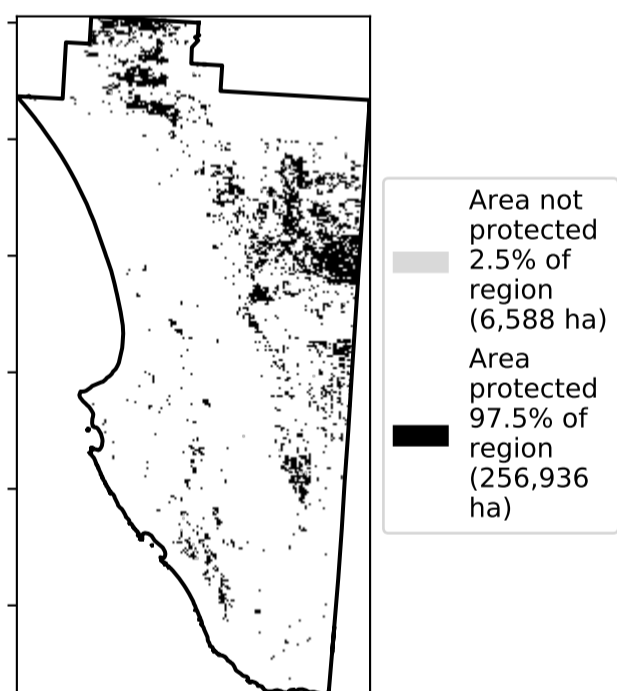 Area not
protected
2.5% of
region
(6,588 ha)
Area
protected
97.5% of
region
(256,936
ha)